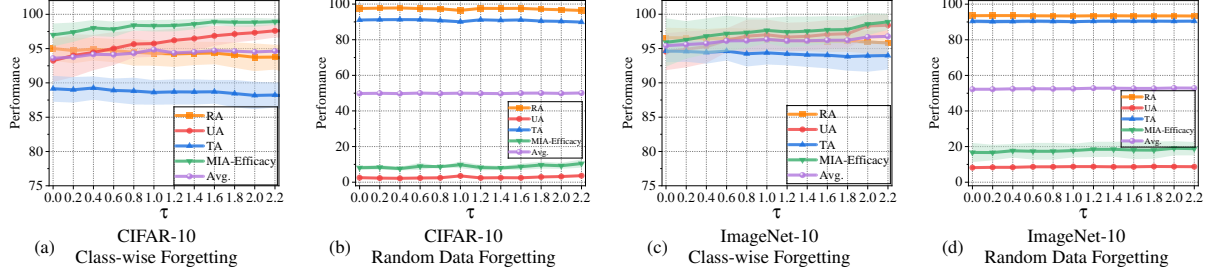 Performance
100
95
90
85
80
75
RA
UA
TA
MIA-Efficacy
Avg.
0.0 0.2 0.4 0.6 0.8 1.0 1.2 1.4 1.6 1.8 2.0 2.2
τ
(a) CIFAR-10
Class-wise Forgetting
Performance
100
80
60
40
20
0
RA
UA
TA
MIA-Efficacy
Avg.
0.0 0.2 0.4 0.6 0.8 1.0 1.2 1.4 1.6 1.8 2.0 2.2
τ
(b) CIFAR-10
Random Data Forgetting
Performance
100
95
90
85
80
75
RA
UA
TA
MIA-Efficacy
Avg.
0.0 0.2 0.4 0.6 0.8 1.0 1.2 1.4 1.6 1.8 2.0 2.2
τ
(c) ImageNet-10
Class-wise Forgetting
Performance
100
80
60
40
20
0
RA
UA
TA
MIA-Efficacy
Avg.
0.0 0.2 0.4 0.6 0.8 1.0 1.2 1.4 1.6 1.8 2.0 2.2
τ
(d) ImageNet-10
Random Data Forgetting